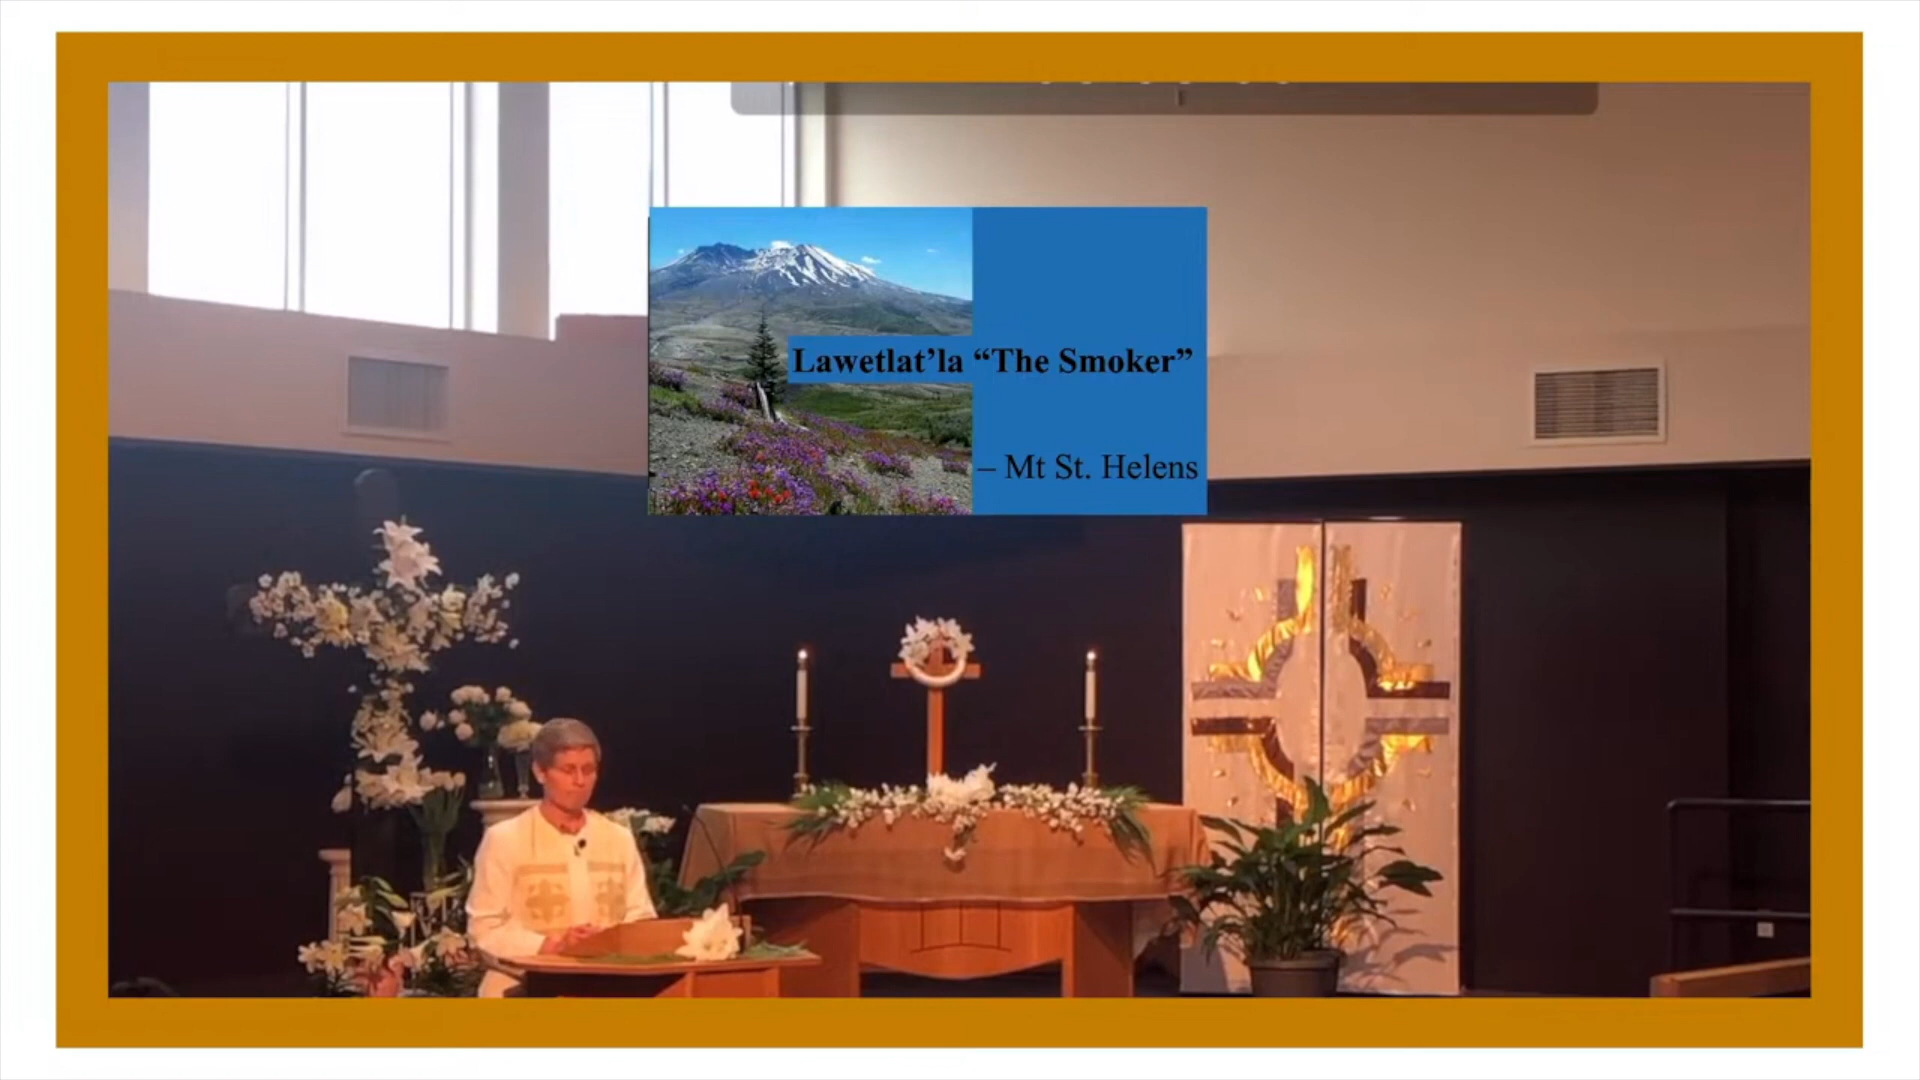 Lawetlat’la “The Smoker”
– Mt St. Helens